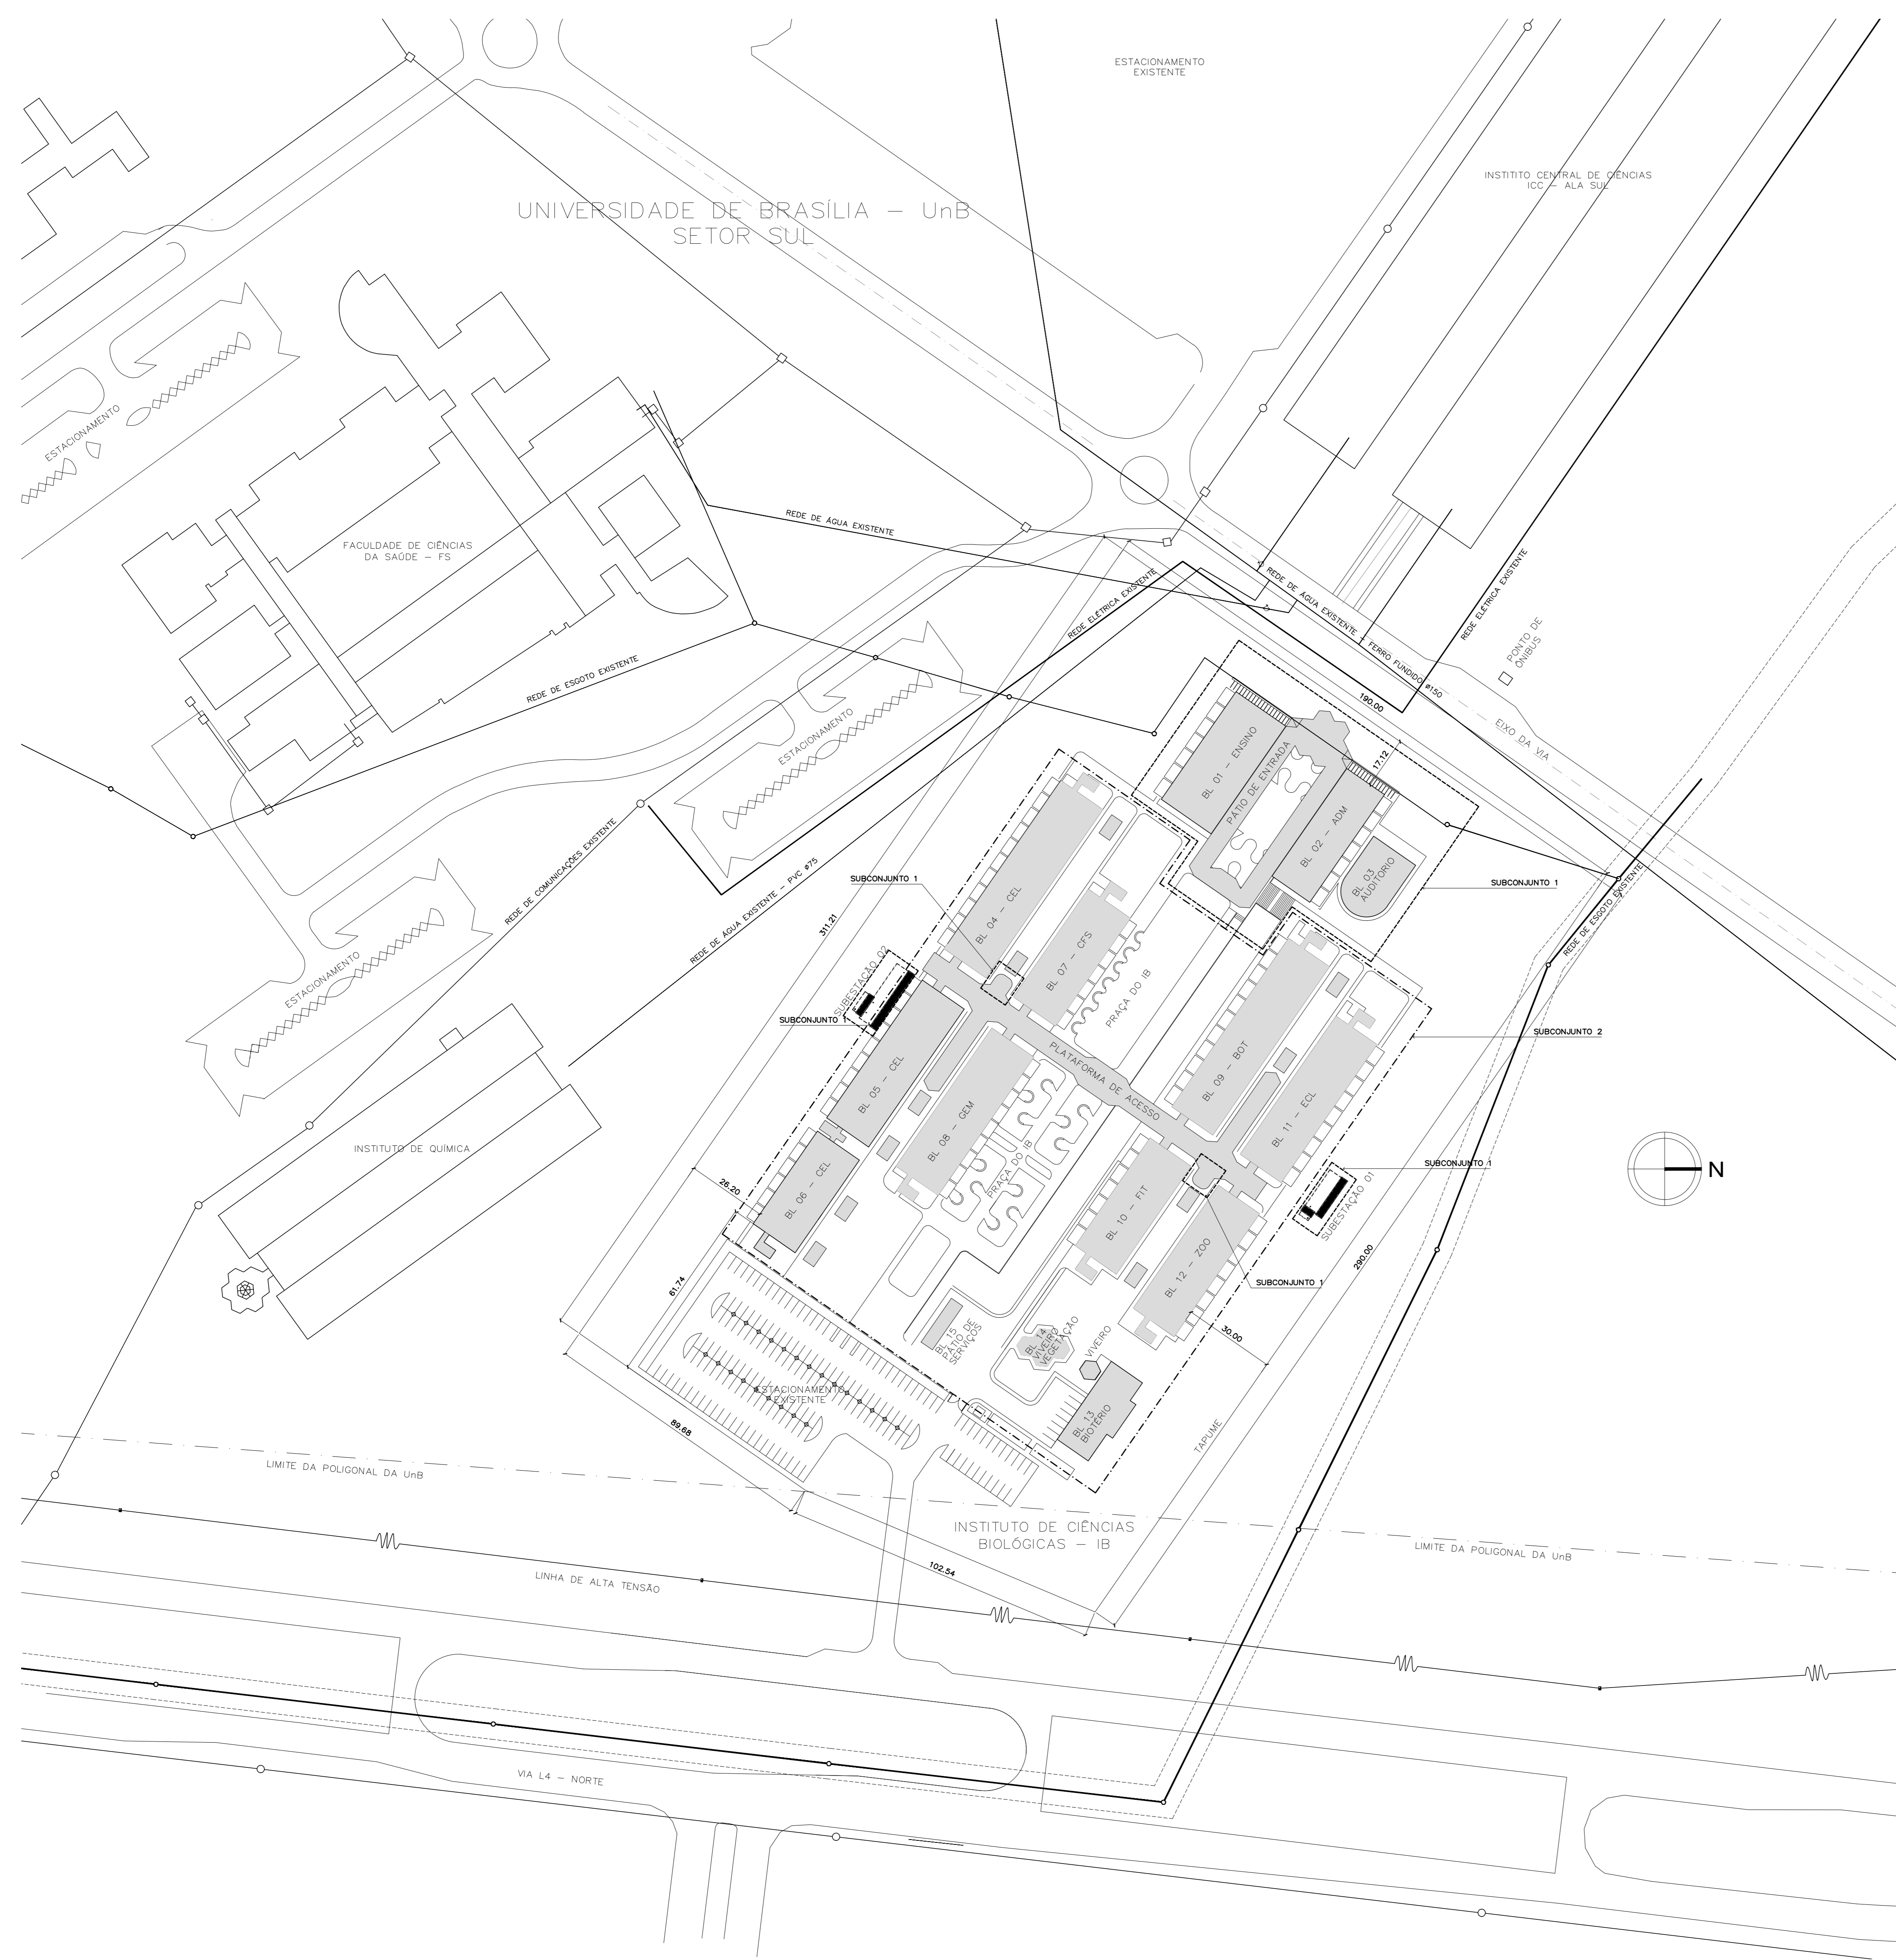 ESTACIONAMENTO
EXISTENTE
INSTITITO CENTRAL DE CIÊNCIAS
ICC – ALA SUL
UNIVERSIDADE DE BRASÍLIA – UnB
SETOR SUL
ESTACIONAMENTO
REDE DE ÁGUA EXISTENTE
FACULDADE DE CIÊNCIAS
DA SAÚDE – FS
REDE ELÉTRICA EXISTENTE
REDE DE ÁGUA EXISTENTE – FERRO FUNDIDO ø150
REDE ELÉTRICA EXISTENTE
PONTO DE
ÔNIBUS
REDE DE ESGOTO EXISTENTE
190.00
EIXO DA VIA
ESTACIONAMENTO
17.12
BL 01 – ENSINO
PÁTIO DE ENTRADA
BL 02 – ADM
BL 03
AUDITORIO
REDE DE COMUNICAÇÕES EXISTENTE
REDE DE ÁGUA EXISTENTE – PVC ø75
SUBCONJUNTO 1
SUBCONJUNTO 1
REDE DE ESGOTO EXISTENTE
311.21
BL 04 – CEL
BL 07 – CFS
PRAÇA DO IB
ESTACIONAMENTO
SUBESTAÇÃO 02
SUBCONJUNTO 1
SUBCONJUNTO 2
PLATAFORMA DE ACESSO
BL 05 – CEL
BL 08 – GEM
BL 09 – BOT
BL 11 – ECL
INSTITUTO DE QUÍMICA
PRAÇA DO IB
SUBCONJUNTO 1
N
26.20
BL 06 – CEL
BL 10 – FIT
SUBESTAÇÃO 01
BL 12 – ZOO
290.00
61.74
SUBCONJUNTO 1
BL 15
PÁTIO DE
SERVIÇOS
BL 14
VIVEIRO
VEGETAÇÃO
VIVEIRO
30.00
ESTACIONAMENTO
EXISTENTE
BL 13
BIOTÉRIO
89.68
TAPUME
LIMITE DA POLIGONAL DA UnB
INSTITUTO DE CIÊNCIAS
BIOLÓGICAS – IB
LIMITE DA POLIGONAL DA UnB
102.54
LINHA DE ALTA TENSÃO
VIA L4 – NORTE